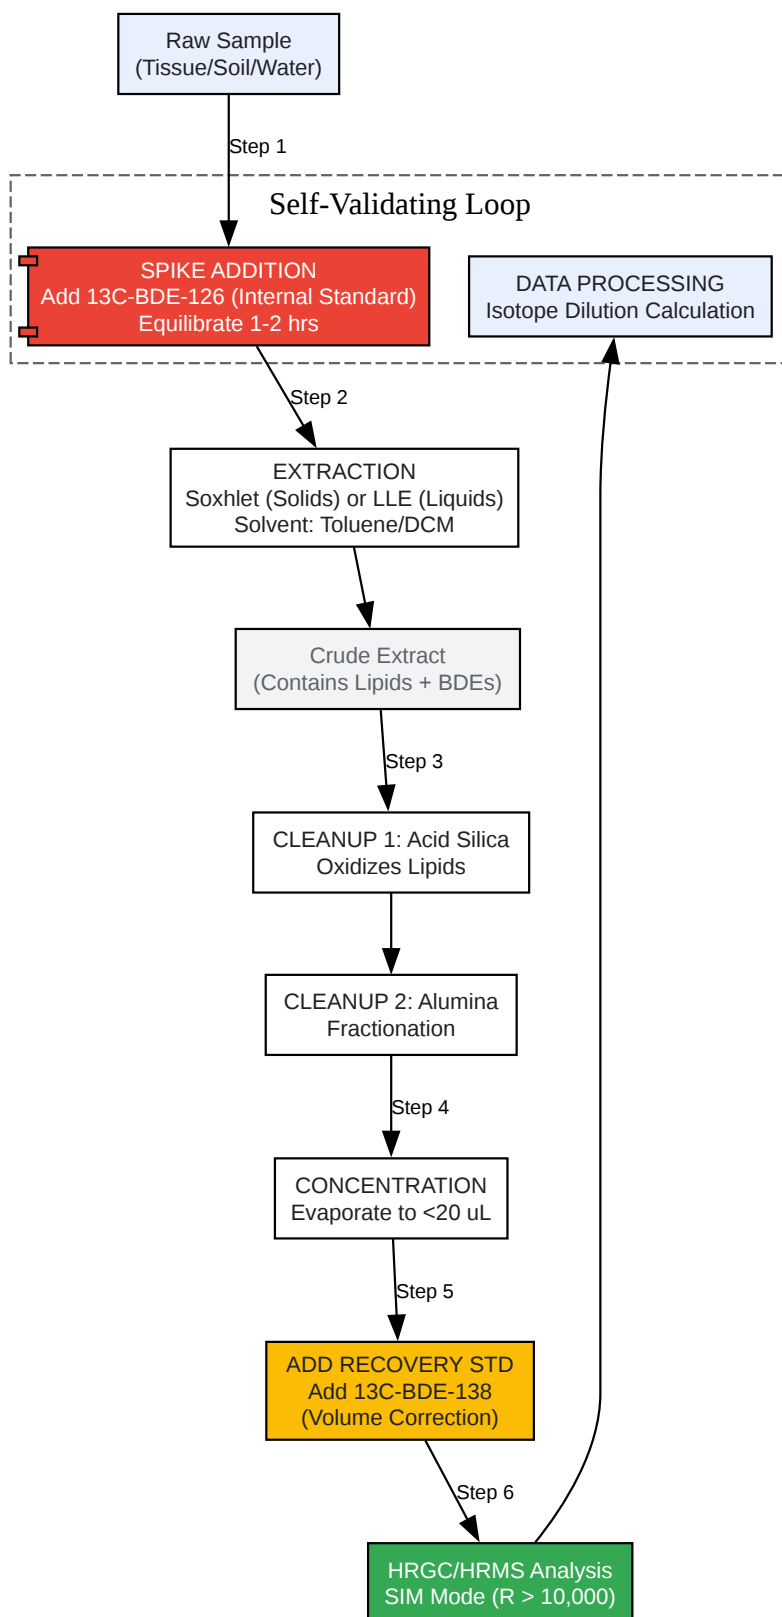 Raw Sample
(Tissue/Soil/Water)
Step 1
Self-Validating Loop
SPIKE ADDITION
Add 13C-BDE-126 (Internal Standard)
Equilibrate 1-2 hrs
DATA PROCESSING
Isotope Dilution Calculation
Step 2
EXTRACTION
Soxhlet (Solids) or LLE (Liquids)
Solvent: Toluene/DCM
Crude Extract
(Contains Lipids + BDEs)
Step 3
CLEANUP 1: Acid Silica
Oxidizes Lipids
CLEANUP 2: Alumina
Fractionation
Step 4
CONCENTRATION
Evaporate to <20 uL
Step 5
ADD RECOVERY STD
Add 13C-BDE-138
(Volume Correction)
Step 6
HRGC/HRMS Analysis
SIM Mode (R > 10,000)